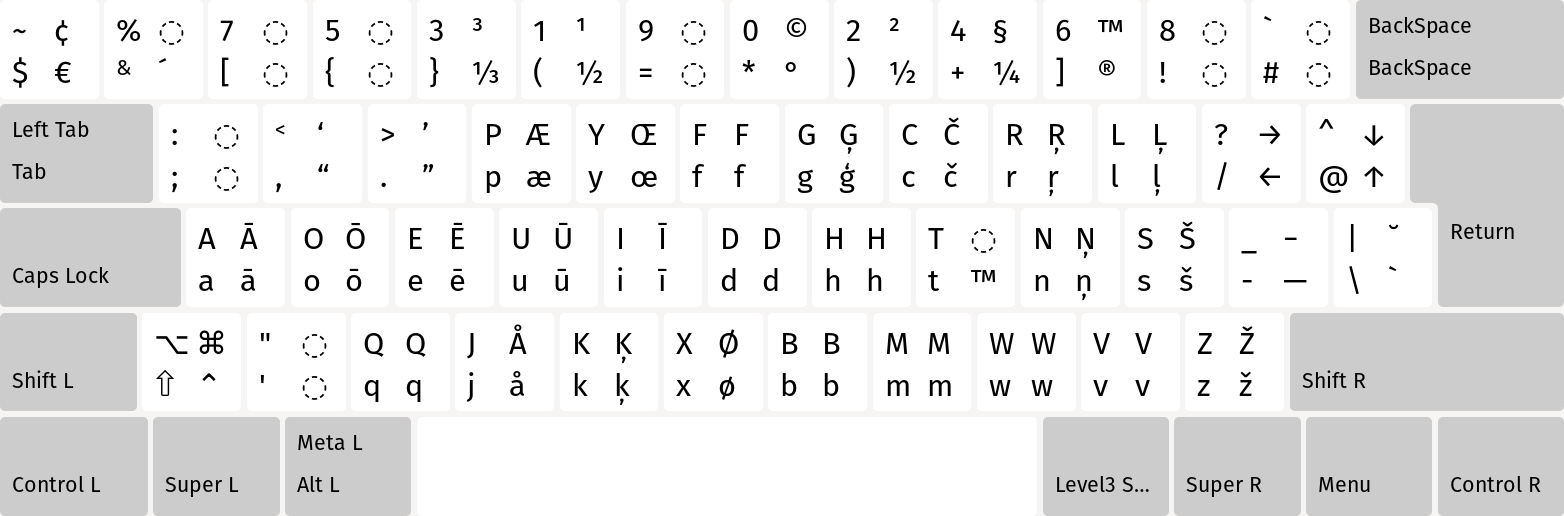 ~ ¢ % ◌ 7 ◌ 5 ◌ 3 ³ 1 ¹ 9 ◌ 0 © 2 ² 4 § 6 ™ 8 ◌ ` ◌ BackSpace
$ € & ´ [ ◌ { ◌ } ⅓ ( ½ = ◌ * ° ) ½ + ¼ ] ® ! ◌ # ◌ BackSpace
Left Tab : ◌ < ‘ > ’ P Æ Y Œ F F G Ģ C Č R Ŗ L Ļ ? → ^ ↓
Tab ; ◌ , “ . ” p æ y œ f f g ģ c č r ŗ l ļ / ← @ ↑
A Ā O Ō E Ē U Ū I Ī D D H H T ◌ N Ņ S Š _ – | ˘ Return
Caps Lock a ā o ō e ē u ū i ī d d h h t ™ n ņ s š - — \ `
⌥ ⌘ " ◌ Q Q J Å K Ķ X Ø B B M M W W V V Z Ž
Shift L ⇧ ⌃ ' ◌ q q j å k ķ x ø b b m m w w v v z ž Shift R
Meta L
Control L Super L Alt L Level3 S... Super R Menu Control R